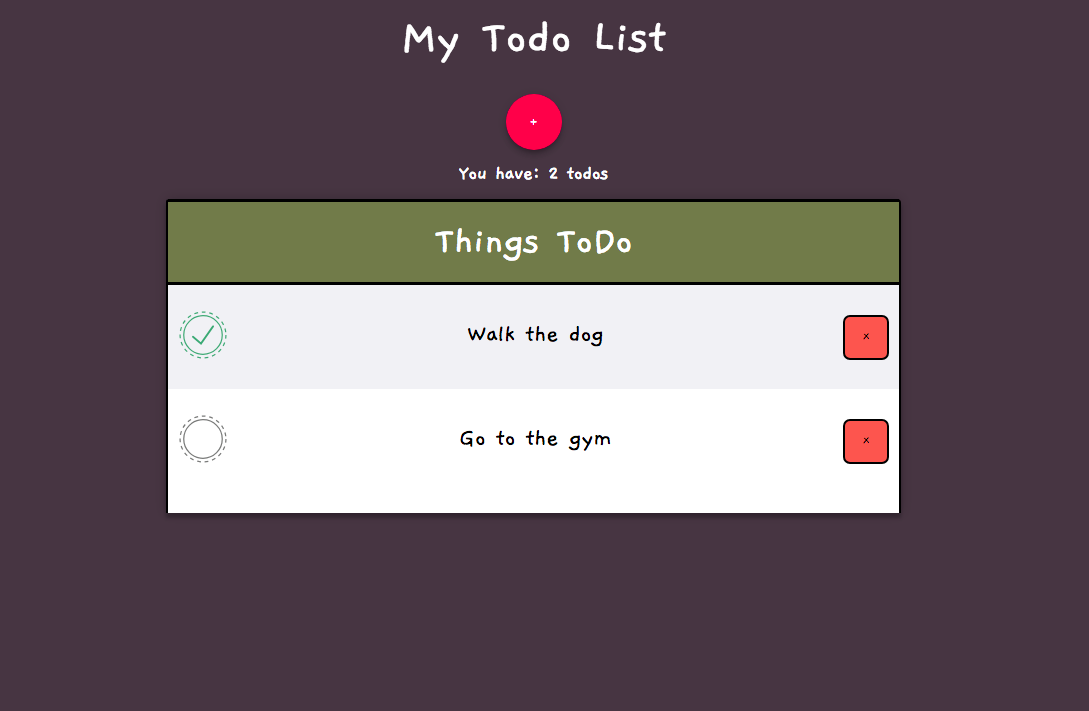 My Todo List
+
You have: 2 todos
Things ToDo
Walk the dog
x
Go to the gym
x